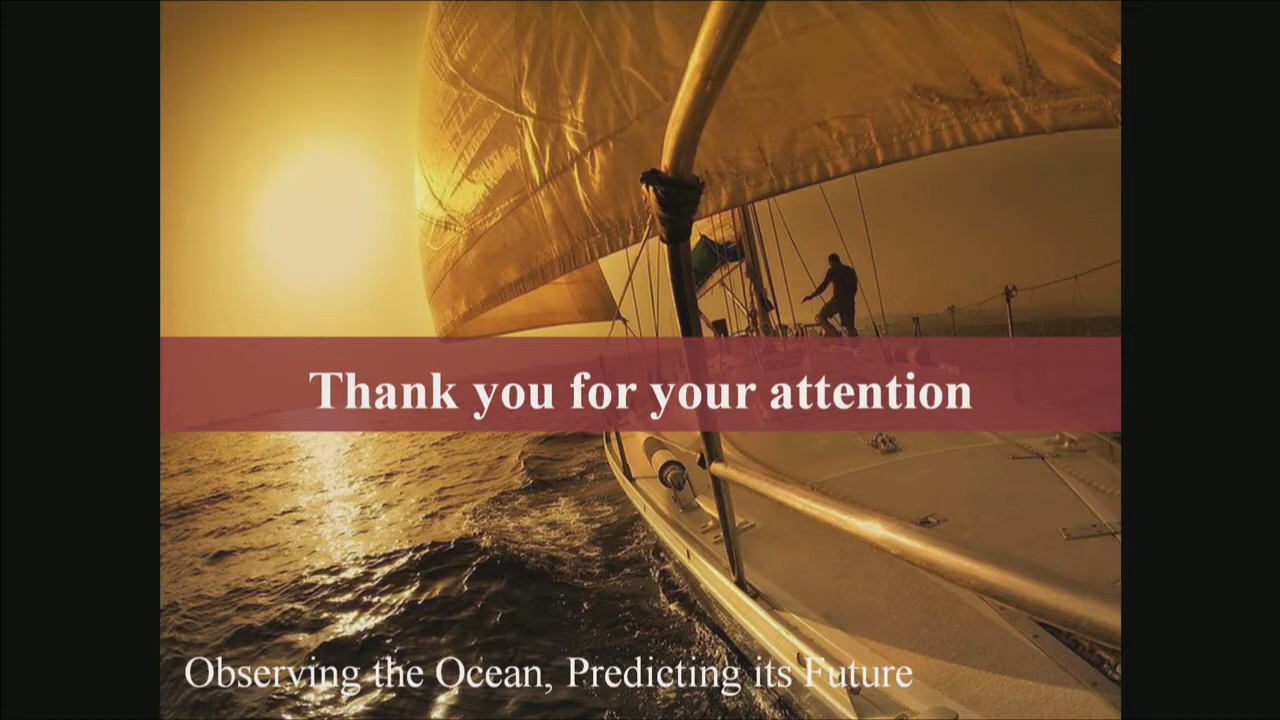 Thank you for your attention
Observing the Ocean, Predicting its Future